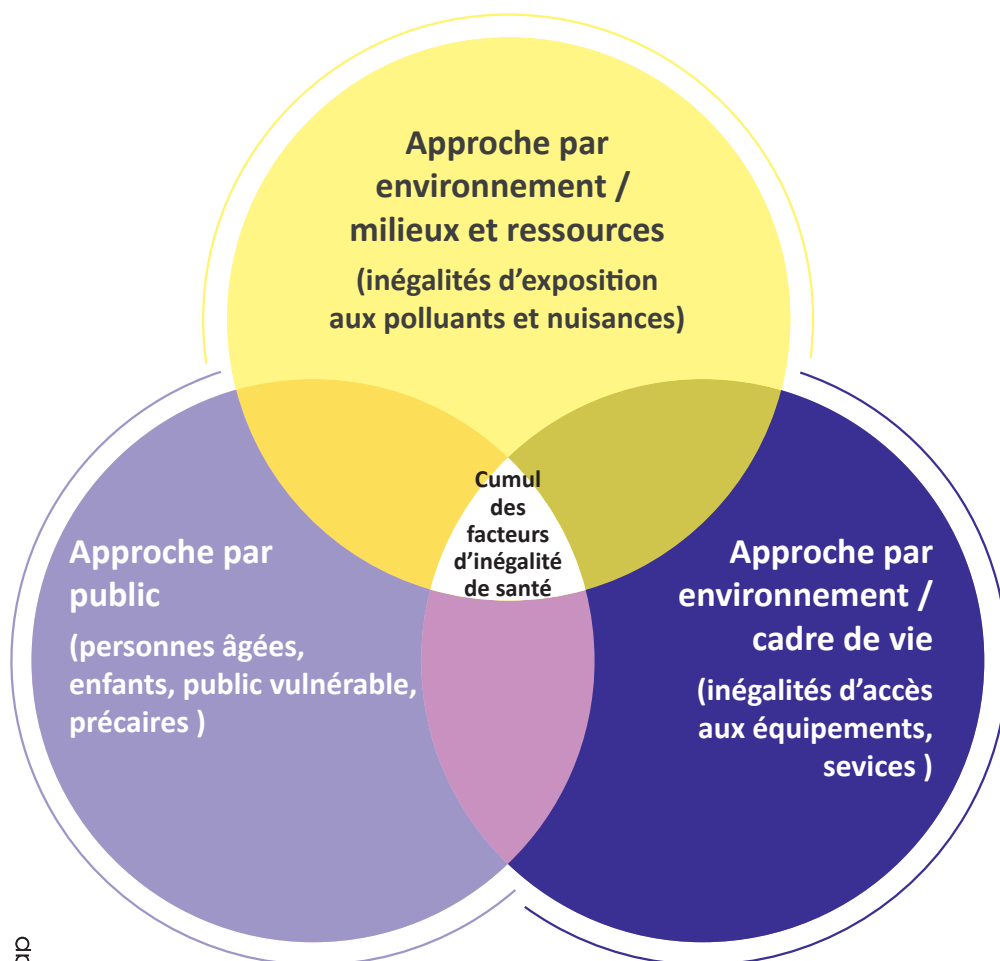 Approche par
environnement /
milieux et ressources
(inégalités d’exposition
aux polluants et nuisances)
Cumul
des
facteurs
d’inégalité
de santé
Approche par
public
(personnes âgées,
enfants, public vulnérable,
précaires )
Approche par
environnement /
cadre de vie
(inégalités d’accès
aux équipements,
sevices )